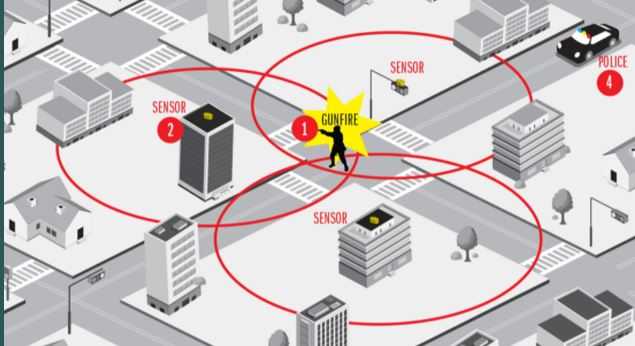 SENSOR
POLICE
4
SENSOR
2
1
GUNFIRE
SENSOR